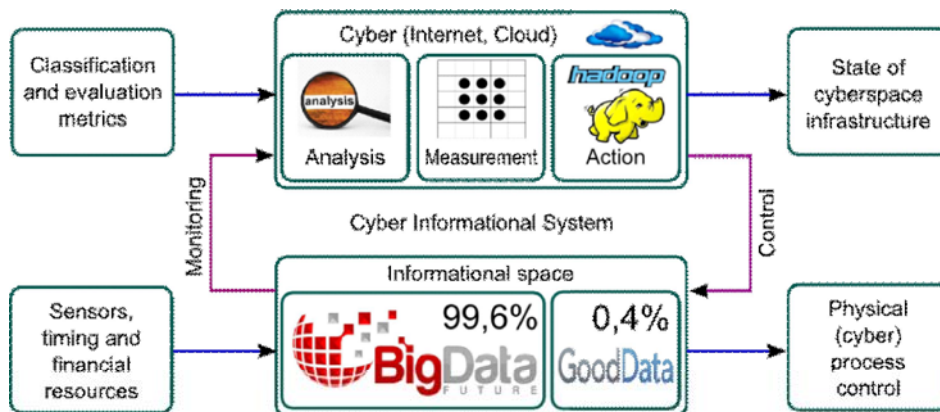 Classification
and evaluation
metrics
Cyber (Internet, Cloud)
analysis
Analysis
Measurement
hadoop
Action
State of
cyberspace
infrastructure
Monitoring
Cyber Informational System
Control
Informational space
Sensors,
timing and
financial
resources
99,6%
BigData
FUTURE
0,4%
GoodData
Physical
(cyber)
process
control